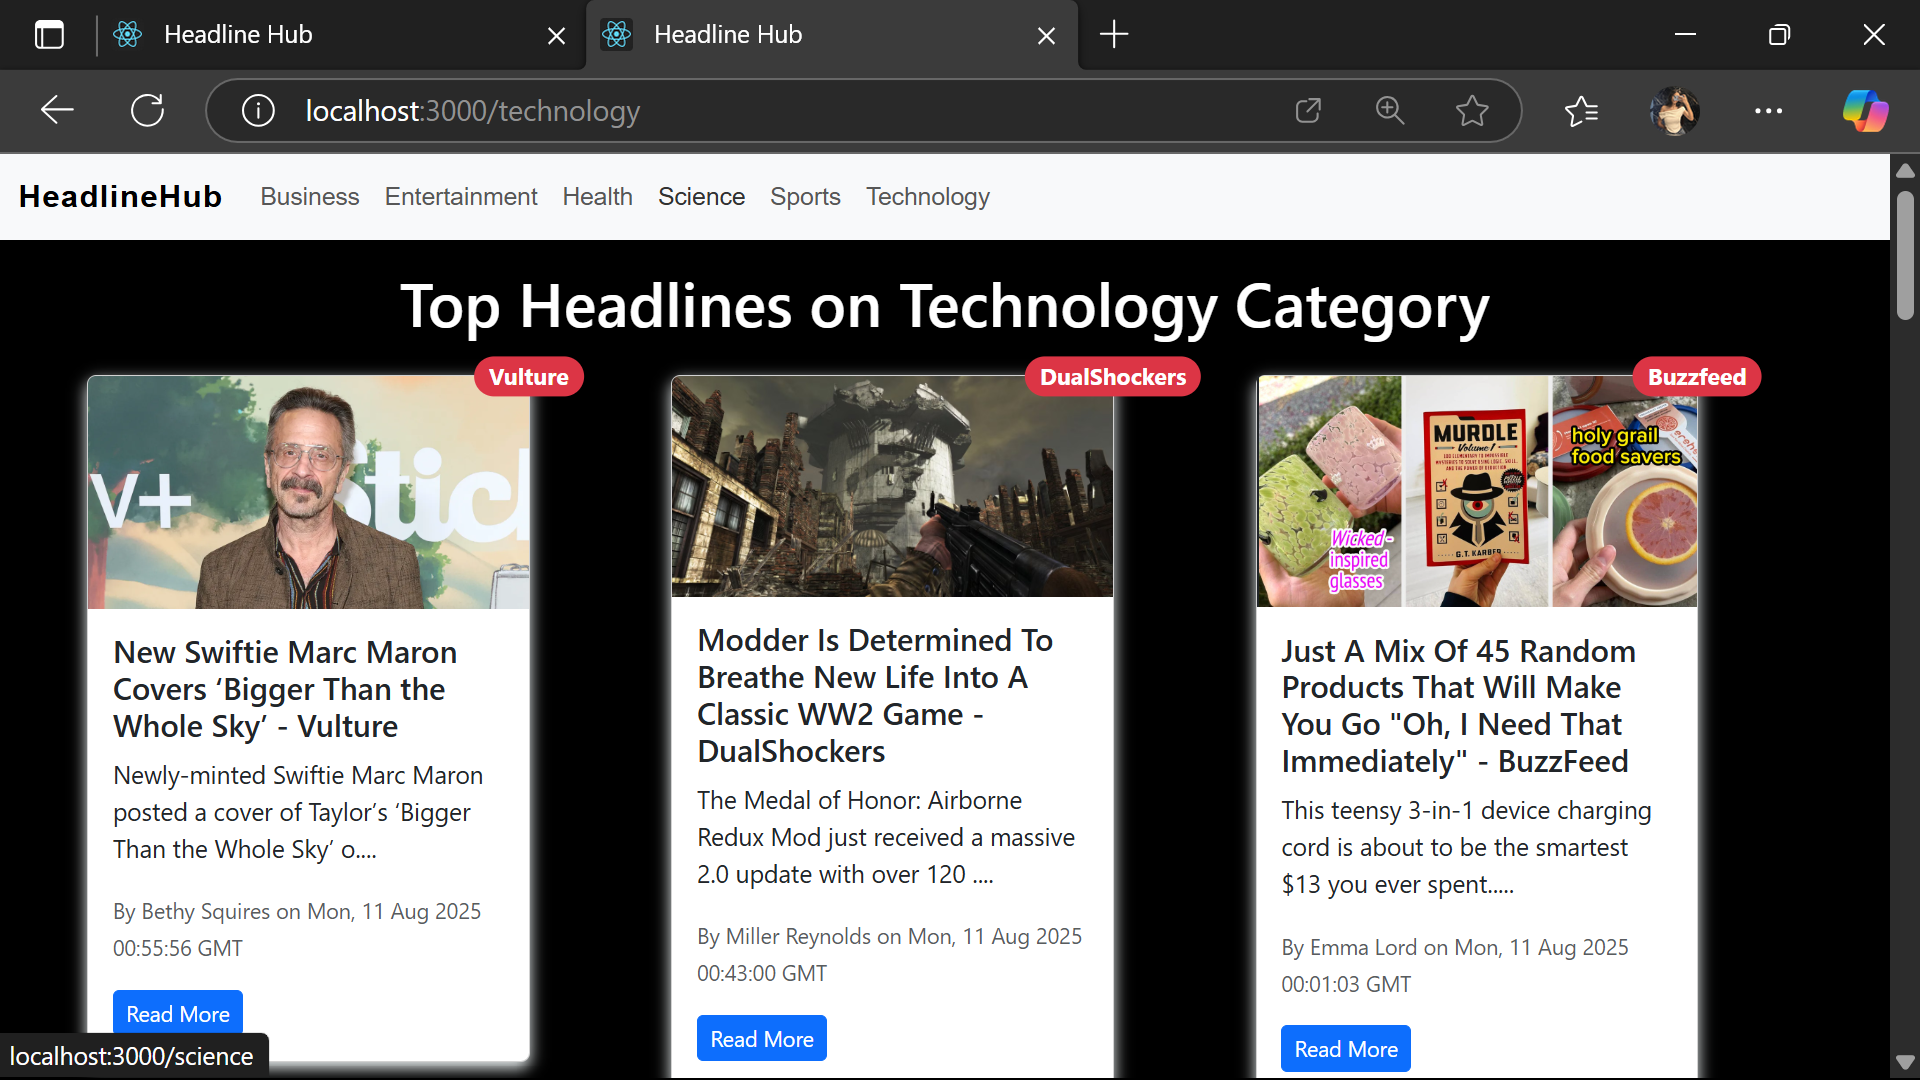 Headline Hub
Headline Hub
localhost:3000/technology
HeadlineHub Business Entertainment Health Science Sports Technology
Top Headlines on Technology Category
Vulture
V+ Stick
New Swiftie Marc Maron
Covers ‘Bigger Than the
Whole Sky’ - Vulture
Newly-minted Swiftie Marc Maron
posted a cover of Taylor’s ‘Bigger
Than the Whole Sky’ o....
By Bethy Squires on Mon, 11 Aug 2025
00:55:56 GMT
Read More
DualShockers
Modder Is Determined To
Breathe New Life Into A
Classic WW2 Game -
DualShockers
The Medal of Honor: Airborne
Redux Mod just received a massive
2.0 update with over 120 ....
By Miller Reynolds on Mon, 11 Aug 2025
00:43:00 GMT
Read More
Buzzfeed
Wicked-
inspired
glasses
MURDLE
Volume 1
G.T. KARBER
holy grail
food savers
Just A Mix Of 45 Random
Products That Will Make
You Go "Oh, I Need That
Immediately" - BuzzFeed
This teensy 3-in-1 device charging
cord is about to be the smartest
$13 you ever spent.....
By Emma Lord on Mon, 11 Aug 2025
00:01:03 GMT
Read More
localhost:3000/science